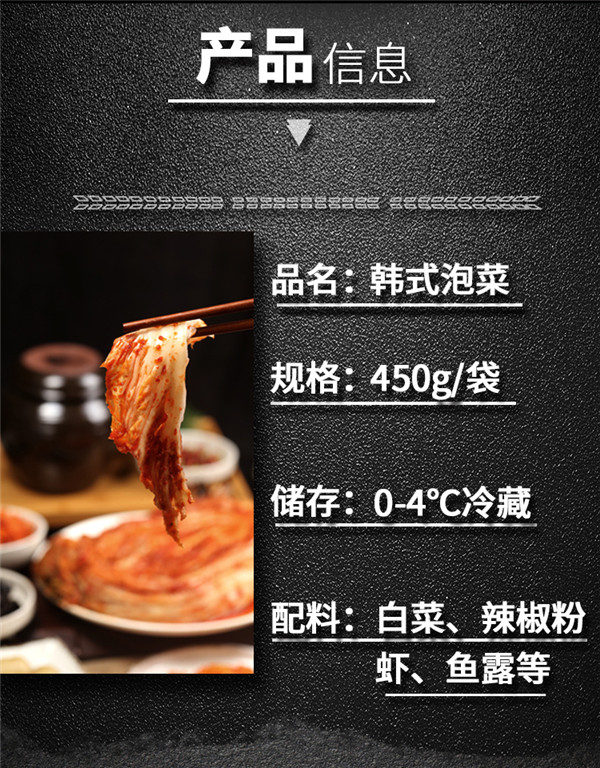 产品信息
品名：韩式泡菜
规格：450g/袋
储存：0-4℃冷藏
配料：白菜、辣椒粉
虾、鱼露等